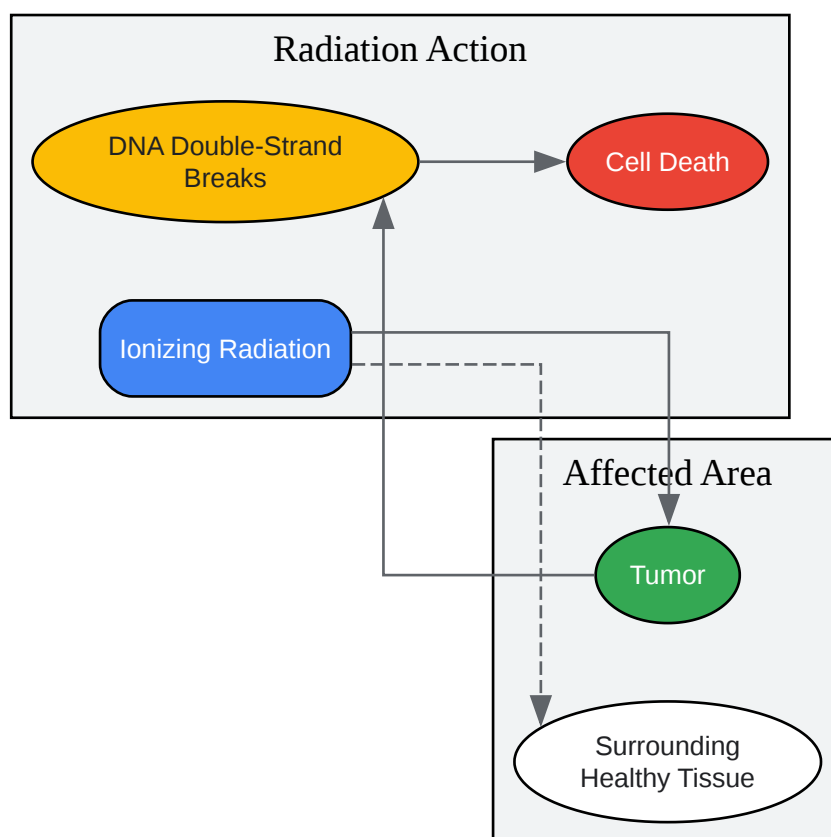 Radiation Action
DNA Double-Strand
Breaks
Cell Death
Ionizing Radiation
Affected Area
Tumor
Surrounding
Healthy Tissue